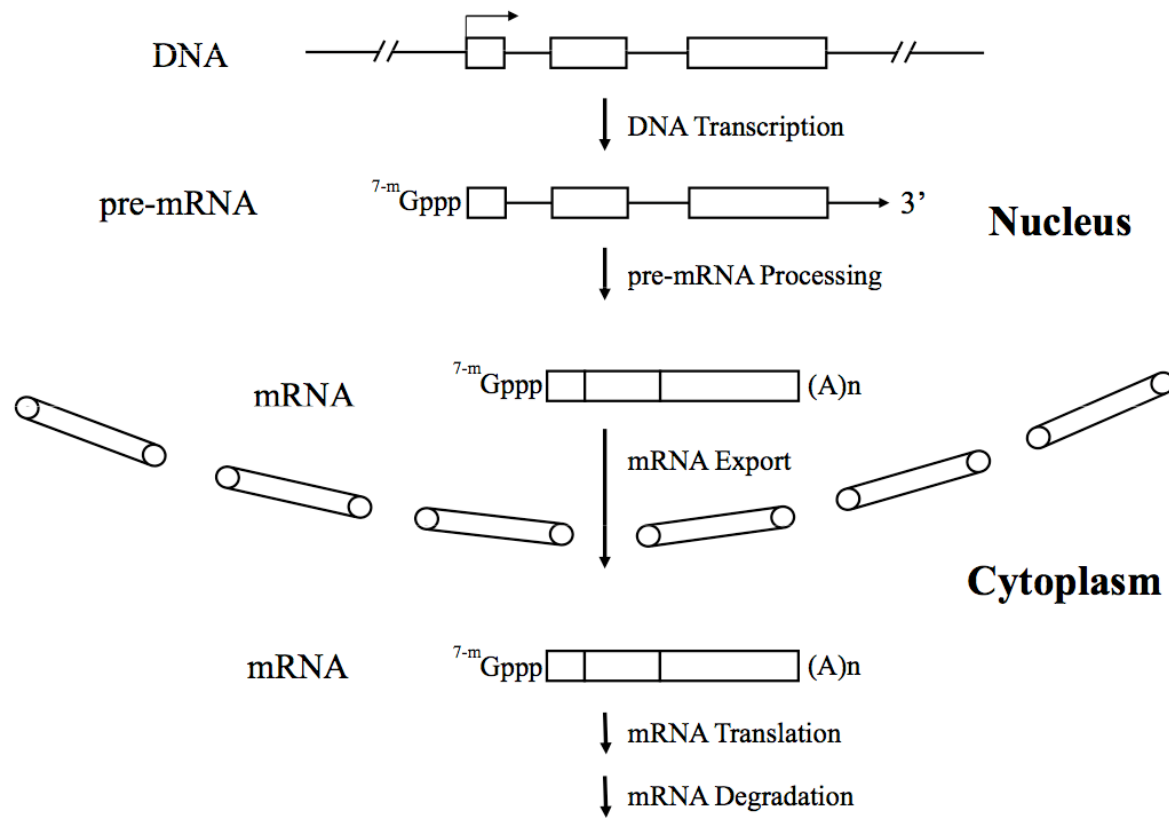 DNA
DNA Transcription
pre-mRNA
7-mGppp
3’
Nucleus
pre-mRNA Processing
mRNA
7-mGppp
(A)n
mRNA Export
Cytoplasm
mRNA
7-mGppp
(A)n
mRNA Translation
mRNA Degradation